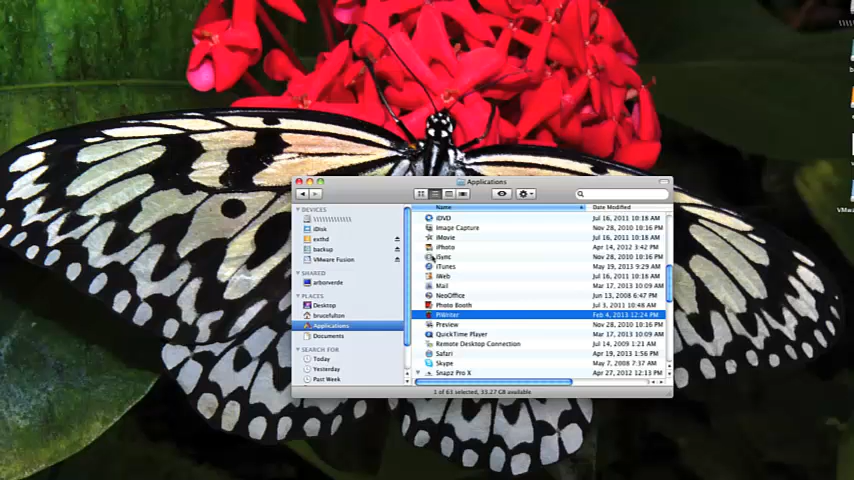 Applications
Name Date Modified
DEVICES
iDisk
exthd
backup
VMware Fusion
SHARED
arborverde
PLACES
Desktop
brucefulton
Applications
Documents
SEARCH FOR
Today
Yesterday
Past Week
iDVD Jul 16, 2011 10:18 AM
Image Capture Nov 28, 2010 10:16 PM
iMovie Jul 16, 2011 10:18 AM
iPhoto Apr 14, 2012 3:42 PM
iSync Nov 28, 2010 10:16 PM
iTunes May 19, 2013 9:29 AM
iWeb Jul 16, 2011 10:18 AM
Mail Mar 17, 2013 10:09 AM
NeoOffice Jun 13, 2008 6:47 PM
Photo Booth Jul 3, 2011 10:48 AM
PiWriter Feb 4, 2013 12:24 PM
Preview Nov 28, 2010 10:16 PM
QuickTime Player Mar 17, 2013 10:09 AM
Remote Desktop Connection Jul 14, 2009 1:21 AM
Safari Apr 19, 2013 1:56 PM
Skype May 7, 2008 7:37 AM
Snapz Pro X Apr 27, 2012 12:13 PM
1 of 63 selected, 33.27 GB available